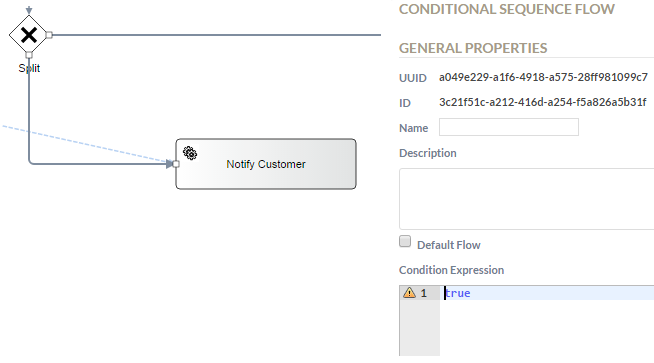 Split
Notify Customer
CONDITIONAL SEQUENCE FLOW
GENERAL PROPERTIES
UUID a049e229-a1f6-4918-a575-28ff981099c7
ID 3c21f51c-a212-416d-a254-f5a826a5b31f
Name
Description
Default Flow
Condition Expression
1 true